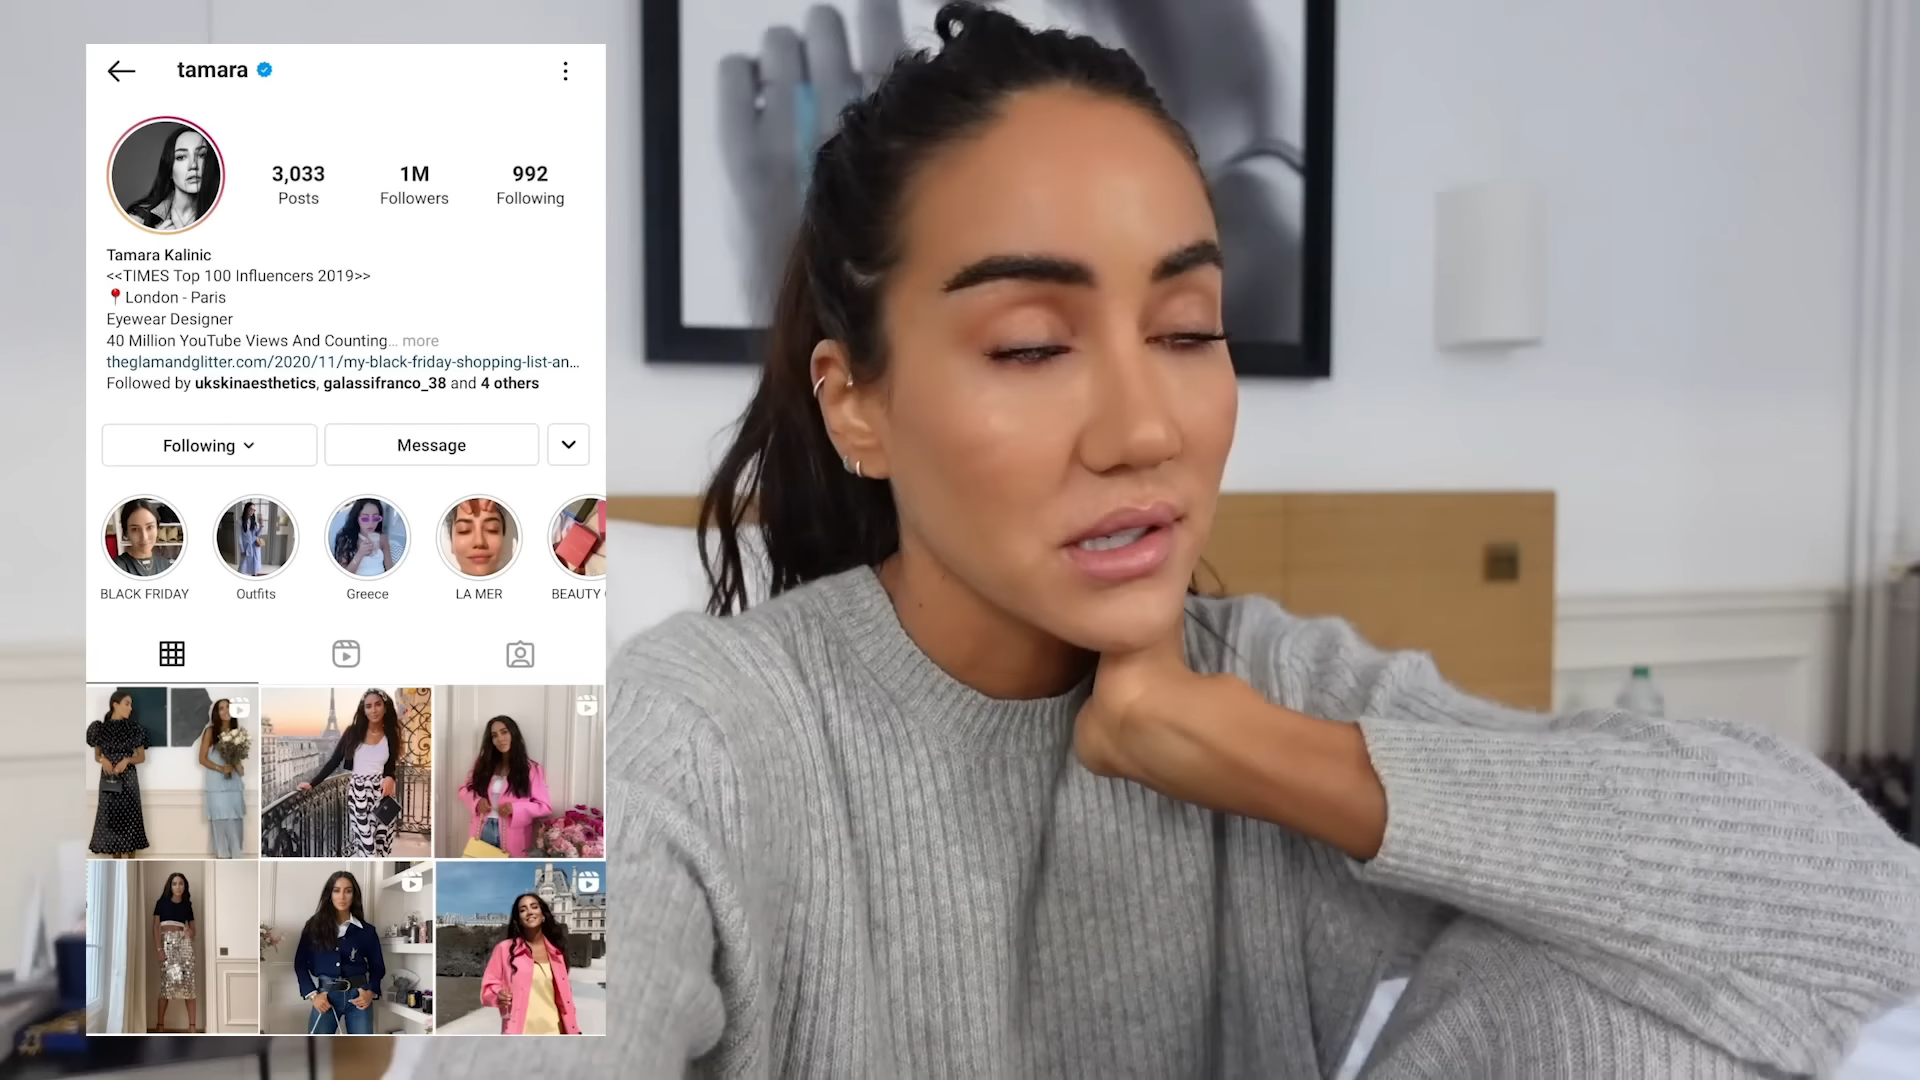 tamara
3,033 1M 992
Posts Followers Following
Tamara Kalinic
<<TIMES Top 100 Influencers 2019>>
📍London - Paris
Eyewear Designer
40 Million YouTube Views And Counting... more
theglamandglitter.com/2020/11/my-black-friday-shopping-list-an...
Followed by ukskinaesthetics, galassifranco_38 and 4 others
Following Message
BLACK FRIDAY Outfits Greece LA MER BEAUTY